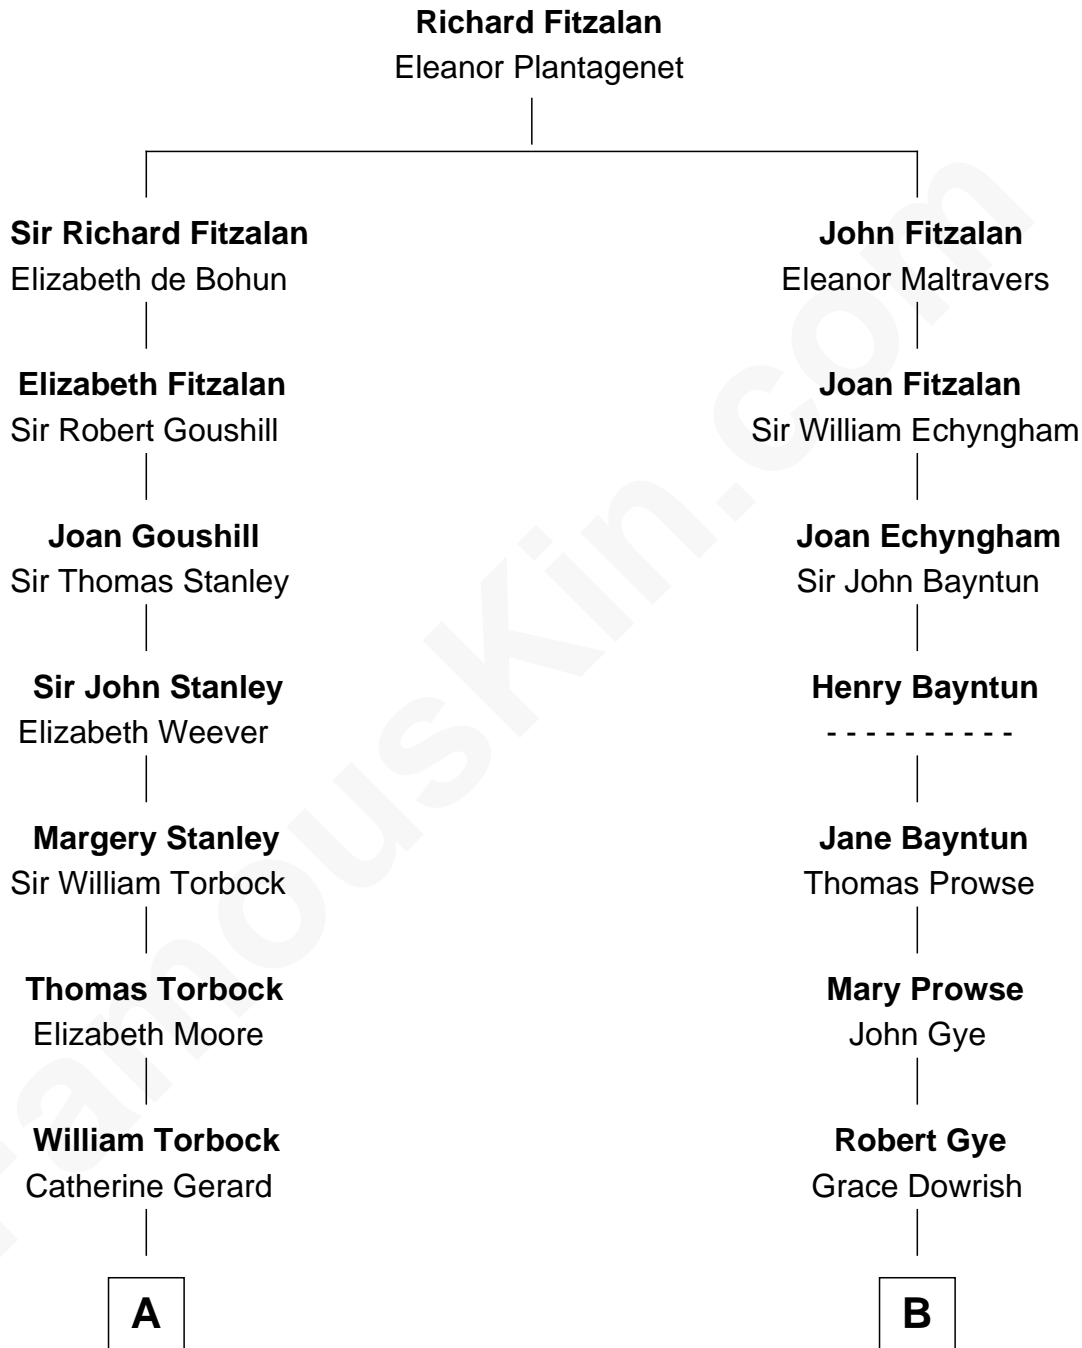 Richard Fitzalan
Eleanor Plantagenet
Sir Richard Fitzalan
Elizabeth de Bohun
John Fitzalan
Eleanor Maltravers
Elizabeth Fitzalan
Sir Robert Goushill
Joan Fitzalan
Sir William Echyngham
Joan Goushill
Sir Thomas Stanley
Joan Echyngham
Sir John Bayntun
Sir John Stanley
Elizabeth Weever
Henry Bayntun
- - - - - - - - - -
Margery Stanley
Sir William Torbock
Jane Bayntun
Thomas Prowse
Thomas Torbock
Elizabeth Moore
Mary Prowse
John Gye
William Torbock
Catherine Gerard
Robert Gye
Grace Dowrish
A
B
FamousKin.com